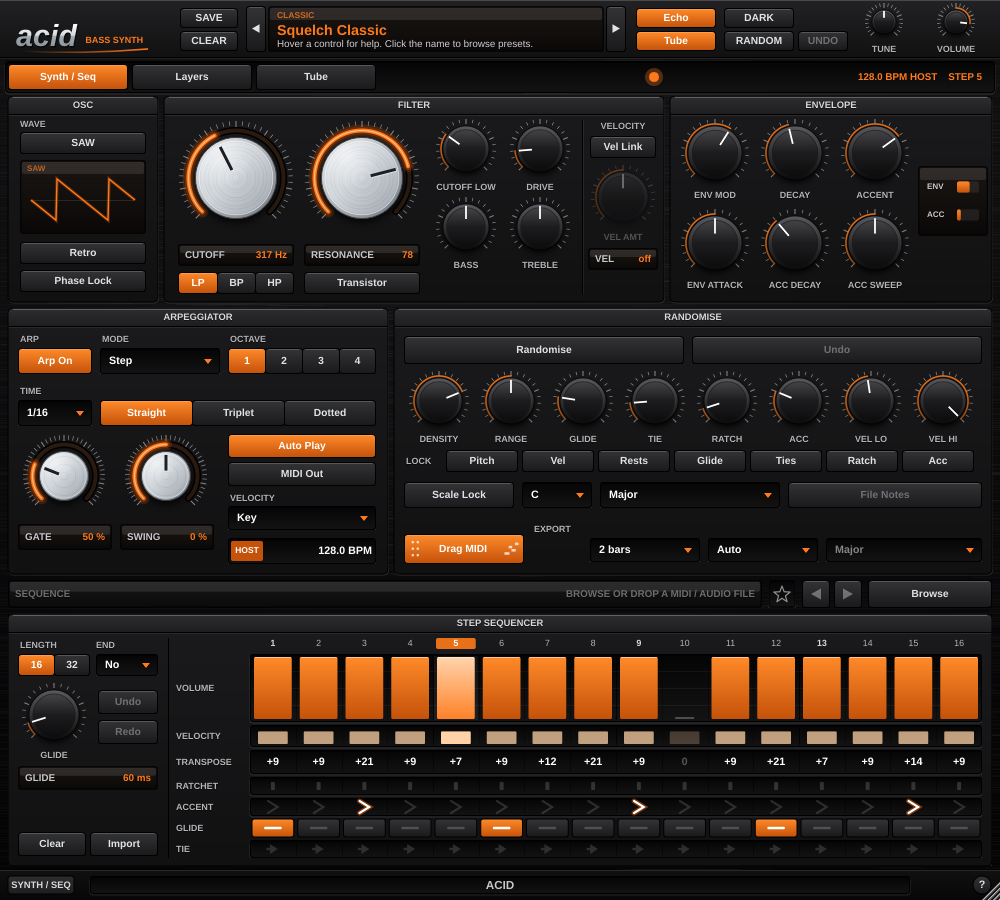 acid BASS SYNTH
SAVE
CLEAR
CLASSIC
Squelch Classic
Hover a control for help. Click the name to browse presets.
Echo
Tube
DARK
RANDOM UNDO
TUNE VOLUME
Synth / Seq Layers Tube 128.0 BPM HOST STEP 5
OSC
WAVE
SAW
SAW
Retro
Phase Lock
FILTER
CUTOFF 317 Hz
RESONANCE 78
LP BP HP Transistor
CUTOFF LOW DRIVE
BASS TREBLE
VELOCITY
Vel Link
VEL AMT
VEL off
ENVELOPE
ENV MOD DECAY ACCENT
ENV ATTACK ACC DECAY ACC SWEEP
ENV
ACC
ARPEGGIATOR
ARP MODE OCTAVE
Arp On Step 1 2 3 4
TIME
1/16 Straight Triplet Dotted
Auto Play
MIDI Out
VELOCITY
Key
GATE 50 % SWING 0 %
HOST 128.0 BPM
RANDOMISE
Randomise Undo
DENSITY RANGE GLIDE TIE RATCH ACC VEL LO VEL HI
LOCK Pitch Vel Rests Glide Ties Ratch Acc
Scale Lock C Major File Notes
EXPORT
Drag MIDI 2 bars Auto Major
SEQUENCE BROWSE OR DROP A MIDI / AUDIO FILE Browse
STEP SEQUENCER
LENGTH END
16 32 No
Undo
Redo
GLIDE
GLIDE 60 ms
Clear Import
1 2 3 4 5 6 7 8 9 10 11 12 13 14 15 16
VOLUME
VELOCITY
TRANSPOSE +9 +9 +21 +9 +7 +9 +12 +21 +9 0 +9 +21 +7 +9 +14 +9
RATCHET
ACCENT
GLIDE
TIE
SYNTH / SEQ ACID ?